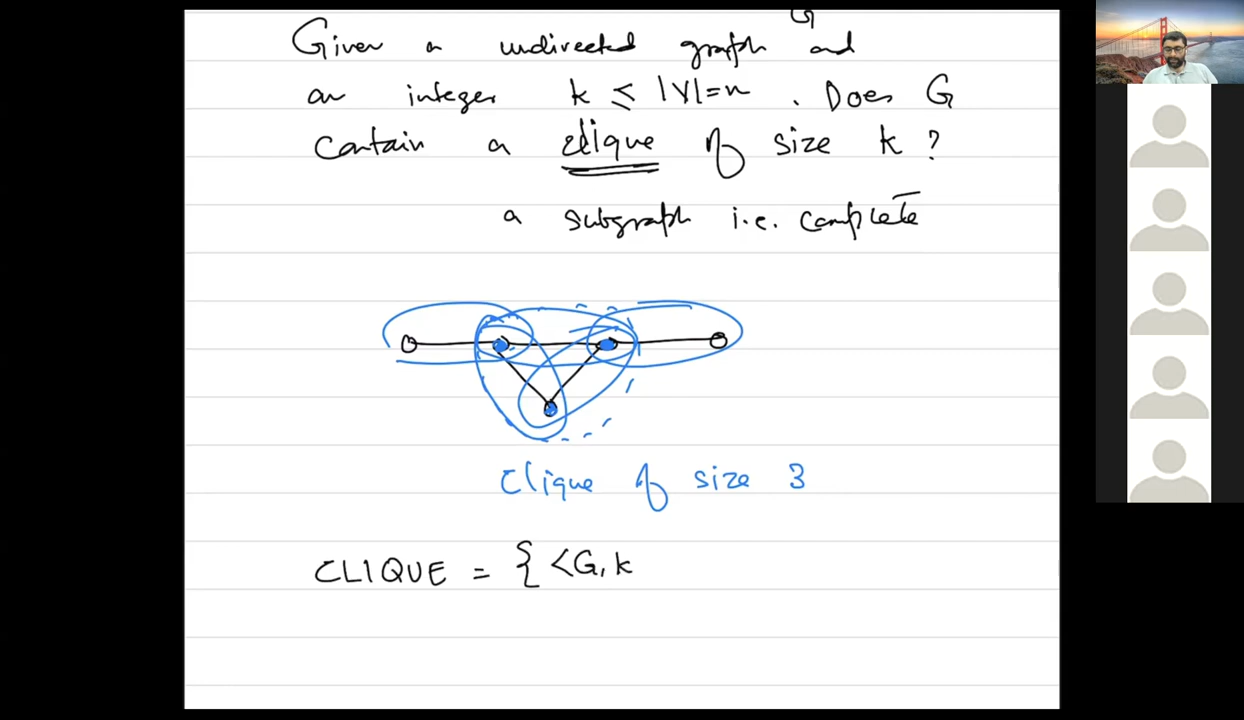 Given a undirected graph G and
an integer k ≤ |V|=n . Does G
contain a clique of size k ?
a subgraph i.e. complete
Clique of size 3
CLIQUE = { <G, k